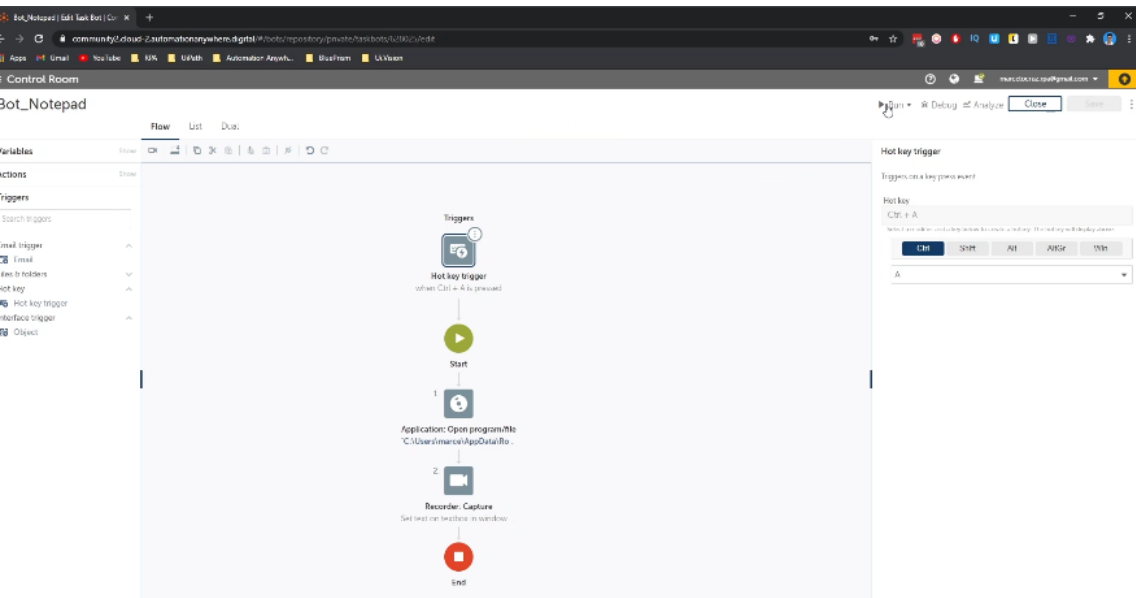 Bot_Notepad | Edit Task Bot | Co
community2.cloud-2.automationanywhere.digital/#/bots/repository/private/taskbots/628025/edit
Apps Gmail YouTube RPA UiPath Automation Anywh... BluePrism UiVision
Control Room
Bot_Notepad
Run Debug Analyze Close Save
Flow List Dual
Variables Show
Actions Show
Triggers
Search triggers
Email trigger
Email
Files & folders
Hot key
Hot key trigger
Interface trigger
Object
Triggers
Hot key trigger
when Ctrl + A is pressed
Start
1.
Application: Open program/file
"C:\Users\marce\AppData\Ro...
2.
Recorder: Capture
Set text on textbox in window
End
Hot key trigger
Triggers on a key press event
Hot key
Ctrl + A
Ctrl Shift Alt AltGr Win
A